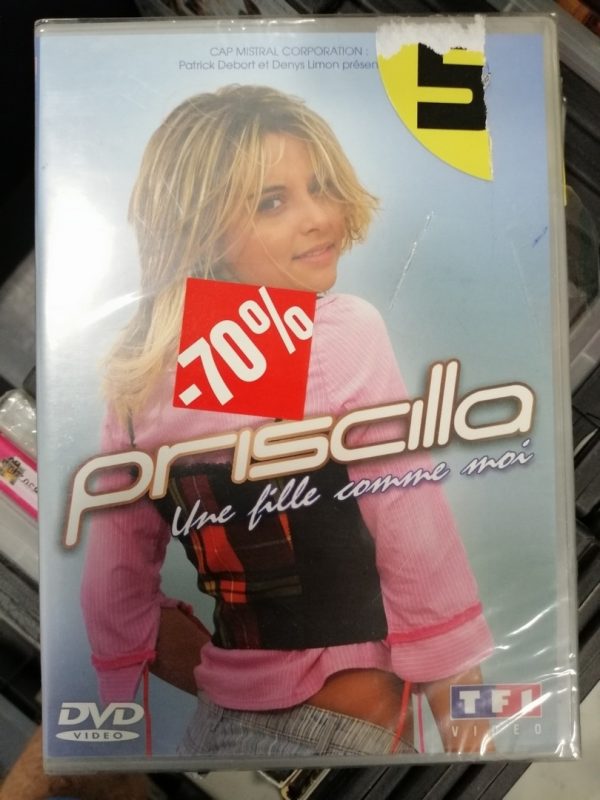 CAP MISTRAL CORPORATION :
Patrick Debort et Denys Limon présen
5
-70%
priscilla
Une fille comme moi
DVD
VIDEO
TF1
VIDEO